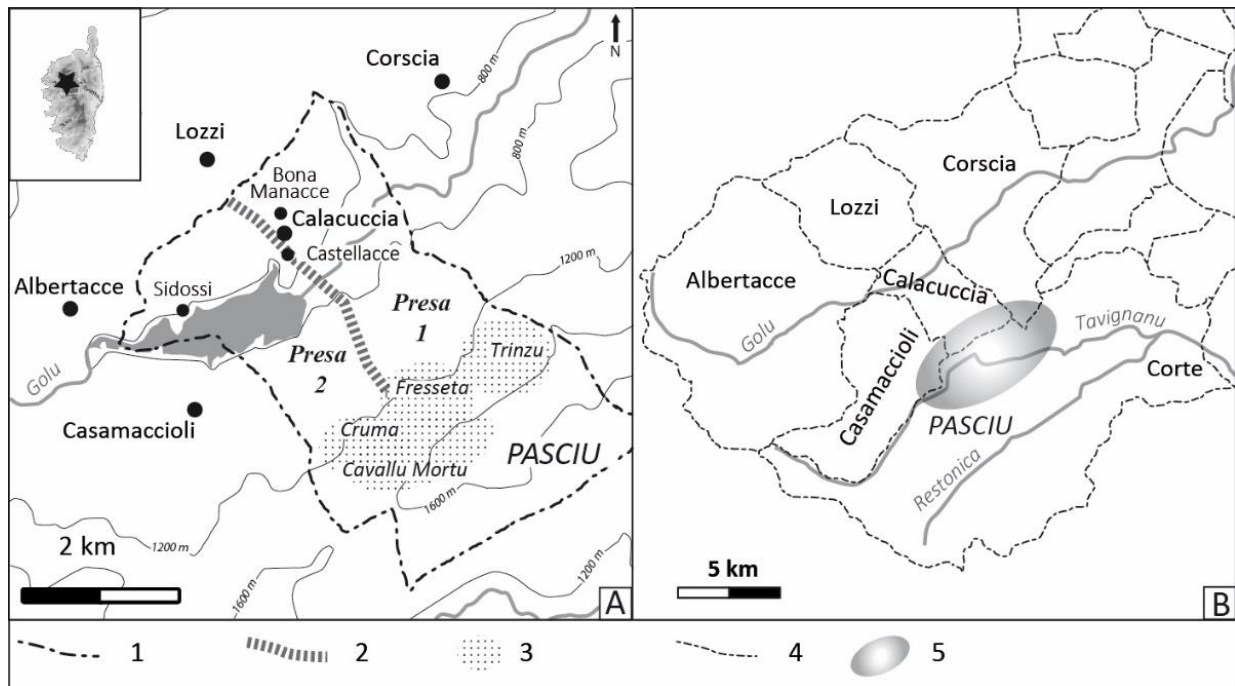 N
Corscia
800 m
Lozzi
800 m
Bona
Manacce
Calacuccia
Castellacce
1200 m
Albertacce
Sidossi
Presa
1
Trinzu
Presa
2
Golu
Fresseta
Casamaccioli
Cruma
PASCIU
Cavallu Mortu
1600 m
2 km
1200 m
1600 m
1200 m
A
Corscia
Lozzi
Albertacce
Calacuccia
Golu
Tavignanu
Casamaccioli
Corte
PASCIU
Restonica
5 km
B
1
2
3
4
5